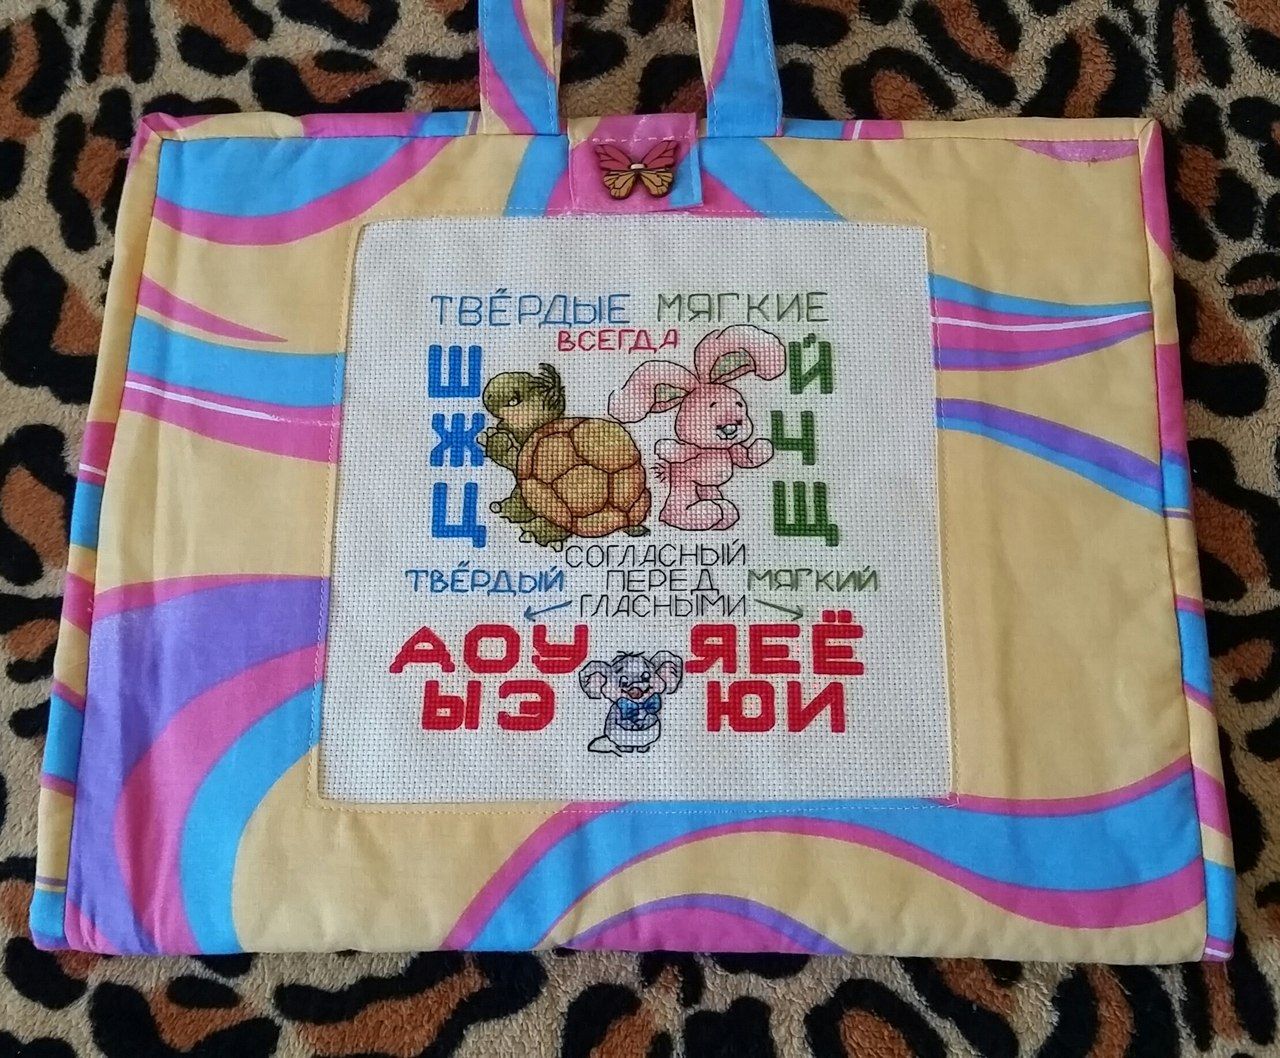 ТВЁРДЫЕ МЯГКИЕ
ВСЕГДА
Ш Й
Ж Ч
Ц Щ
СОГЛАСНЫЙ
ТВЁРДЫЙ ПЕРЕД МЯГКИЙ
ГЛАСНЫМИ
АОУ ЯЕЁ
ЫЭ ЮИ